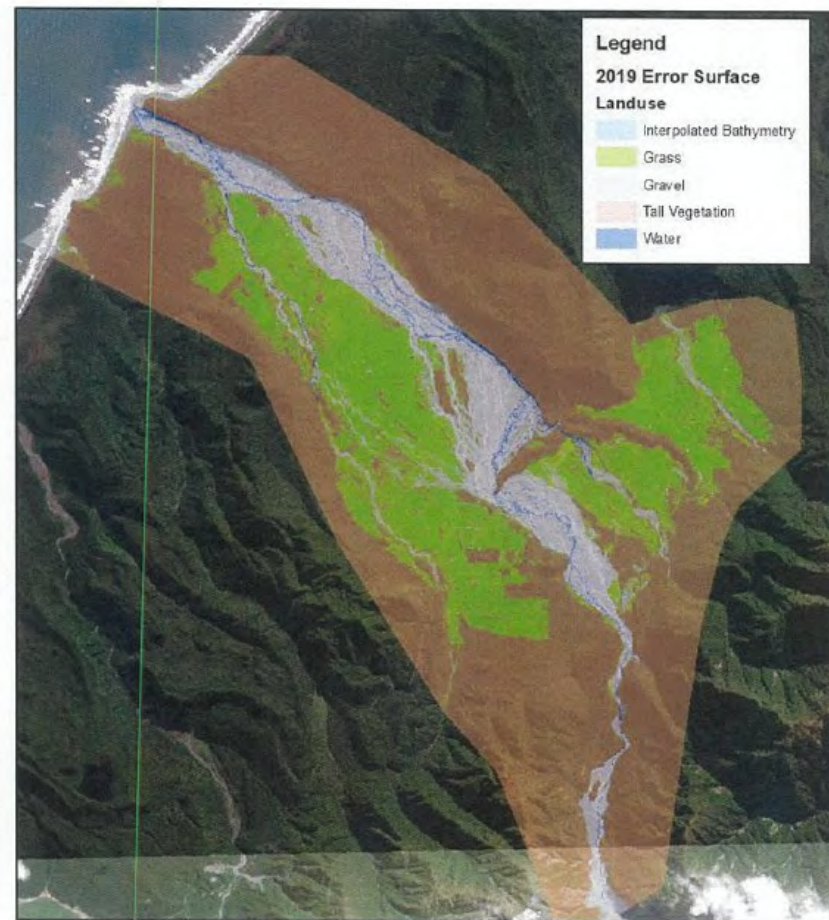 Legend
2019 Error Surface
Landuse
Interpolated Bathymetry
Grass
Gravel
Tall Vegetation
Water